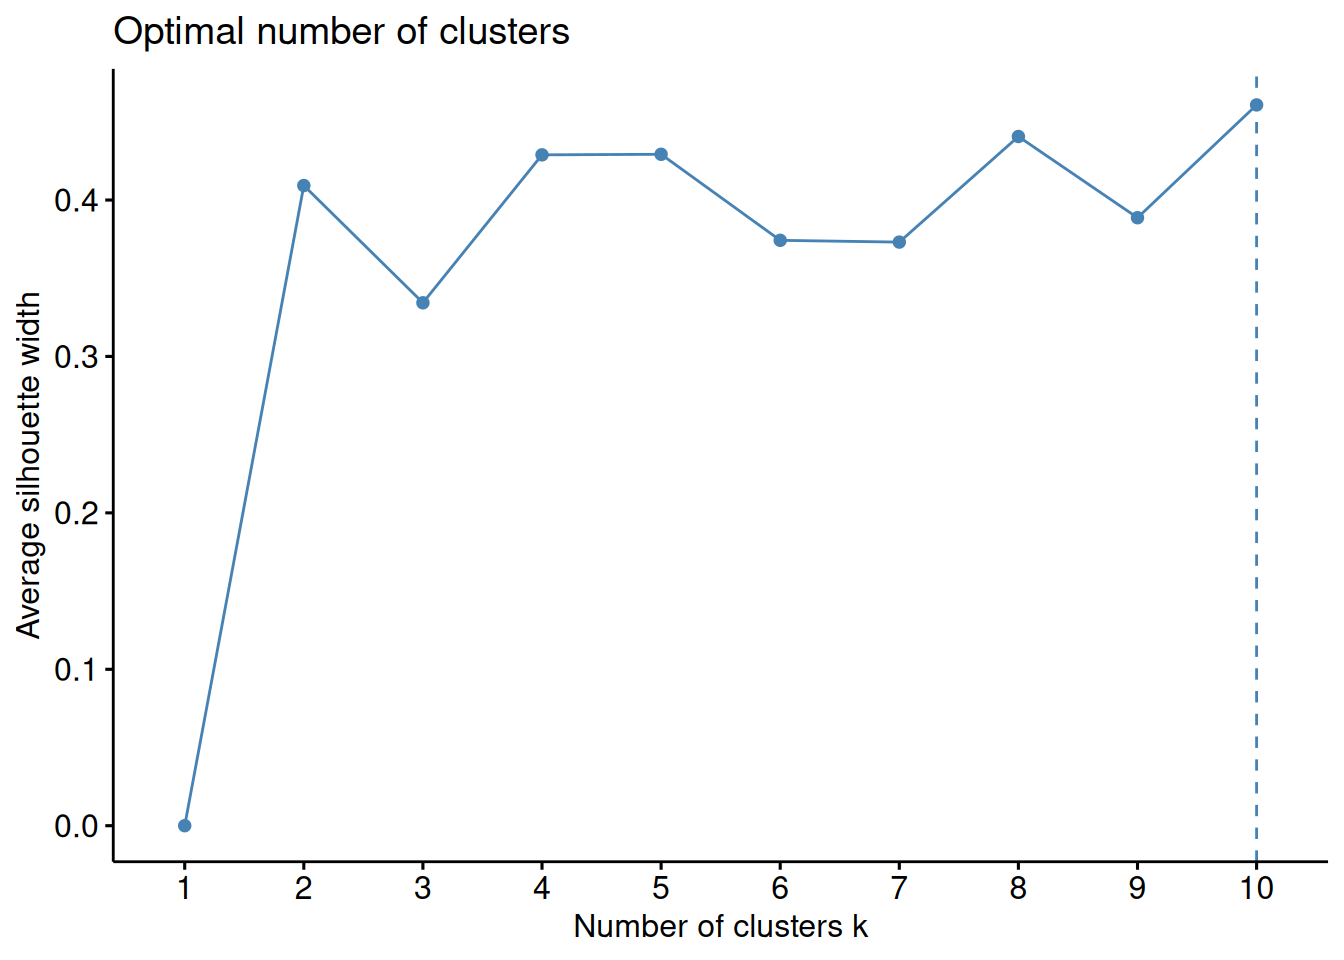 Optimal number of clusters
Average silhouette width
0.4
0.3
0.2
0.1
0.0
1 2 3 4 5 6 7 8 9 10
Number of clusters k